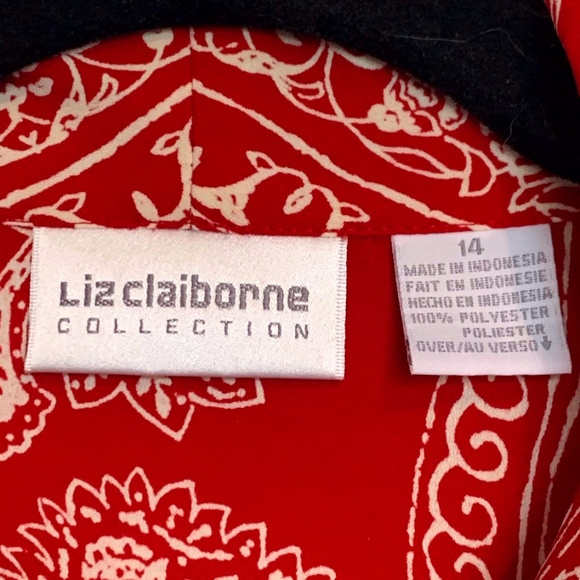 Liz claiborne
COLLECTION
14
MADE IN INDONESIA
FAIT EN INDONESIE
HECHO EN INDONESIA
100% POLYESTER
POLIESTER
OVER/AU VERSO↓